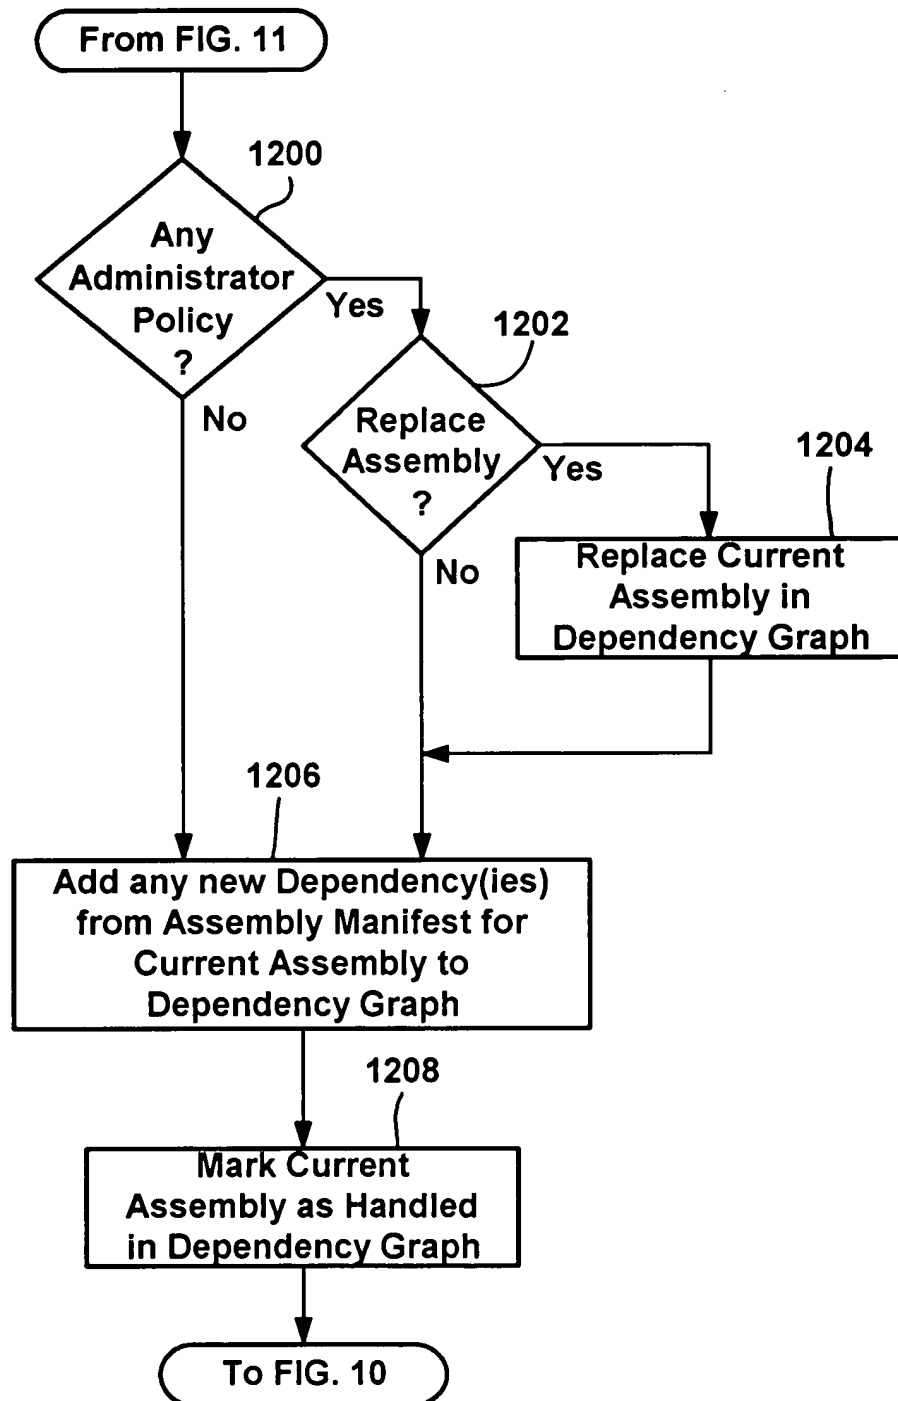 From FIG. 11
1200
Any
Administrator
Policy
?
Yes
No
1202
Replace
Assembly
?
Yes
No
1204
Replace Current
Assembly in
Dependency Graph
1206
Add any new Dependency(ies)
from Assembly Manifest for
Current Assembly to
Dependency Graph
1208
Mark Current
Assembly as Handled
in Dependency Graph
To FIG. 10